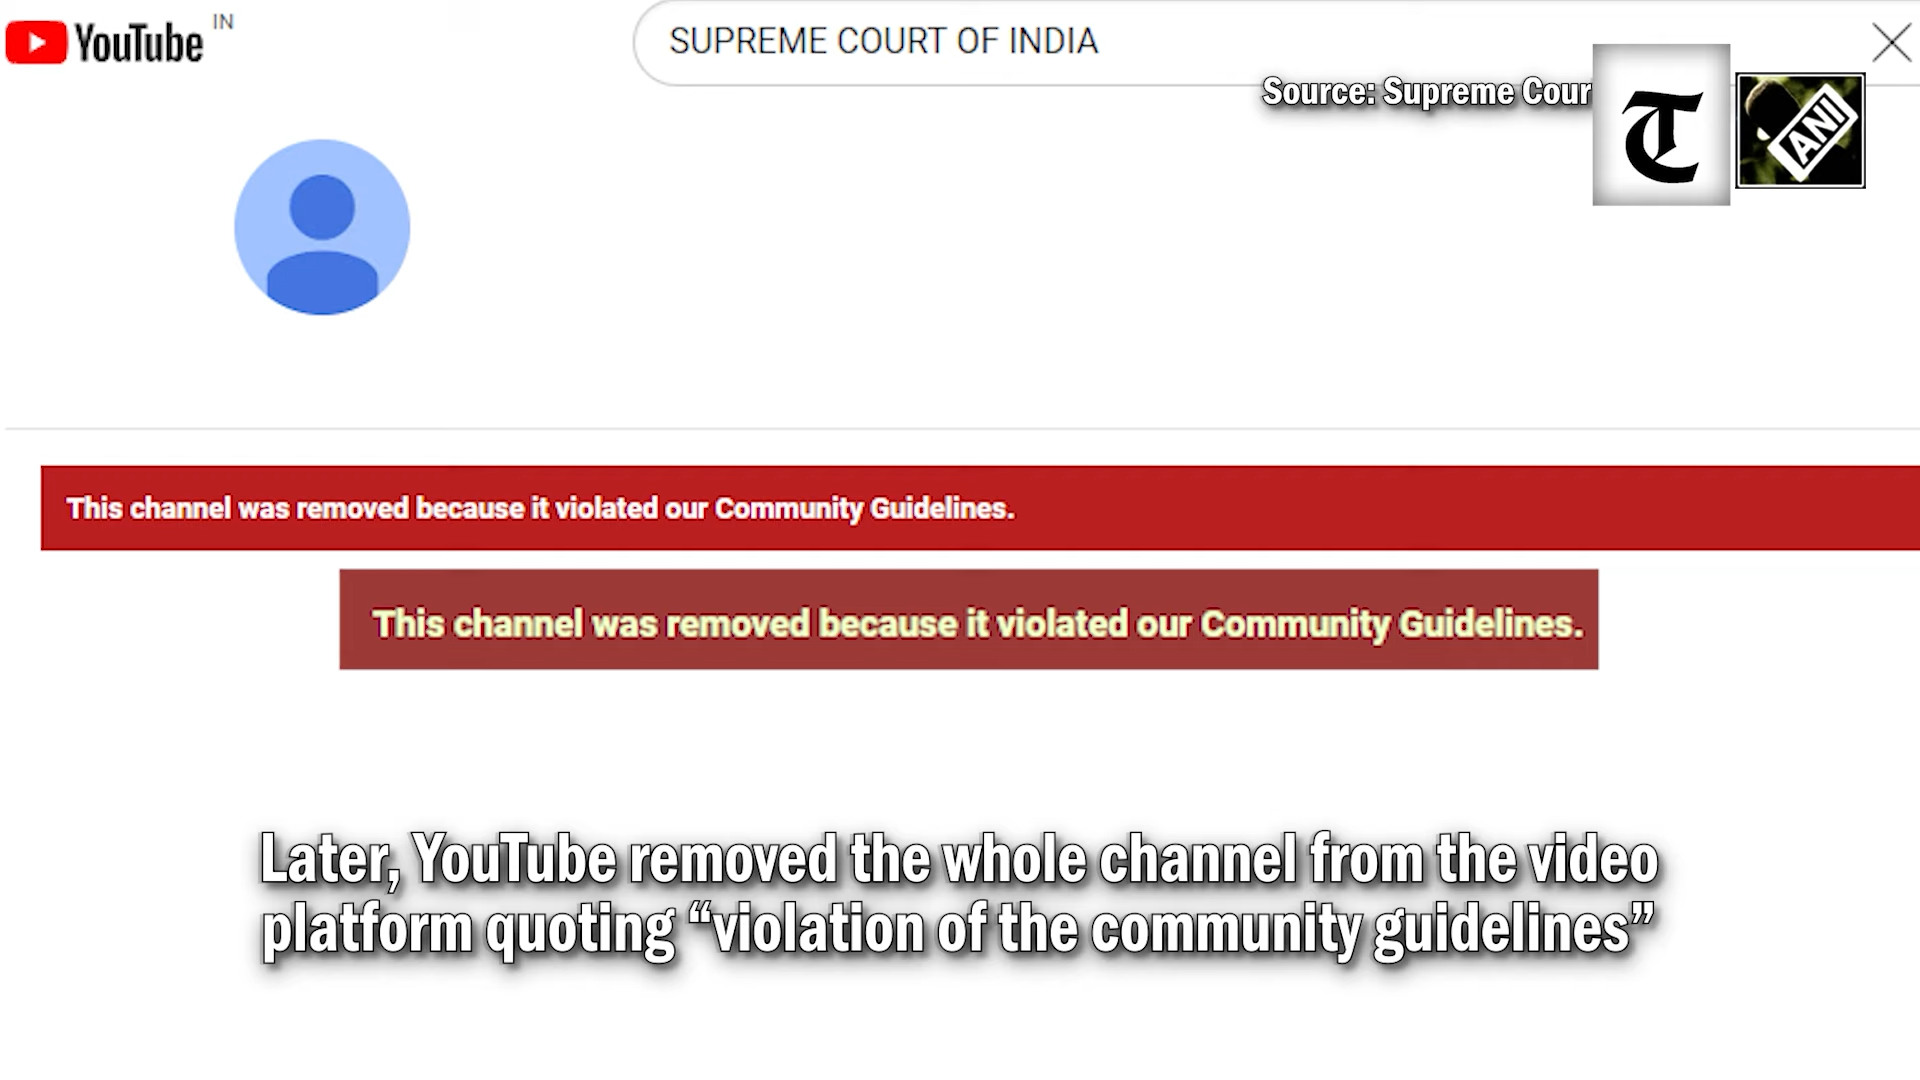 YouTube IN
SUPREME COURT OF INDIA
Source: Supreme Cour
T
ANI
This channel was removed because it violated our Community Guidelines.
This channel was removed because it violated our Community Guidelines.
Later, YouTube removed the whole channel from the video
platform quoting “violation of the community guidelines”